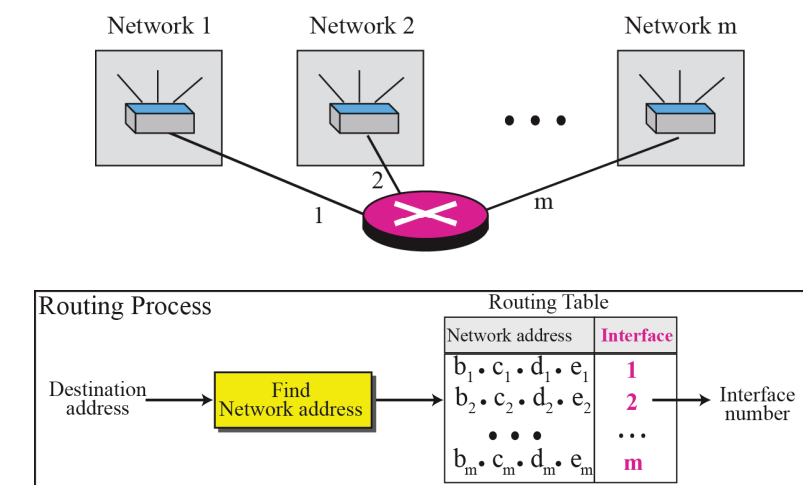 Network 1 Network 2 Network m
• • •
2
1 m
Routing Process
Routing Table
Network address Interface
b₁. c₁. d₁. e₁ 1
Destination address
Find
Network address
b₂. c₂. d₂. e₂ 2
Interface number
• • • ...
bₘ. cₘ. dₘ. eₘ m